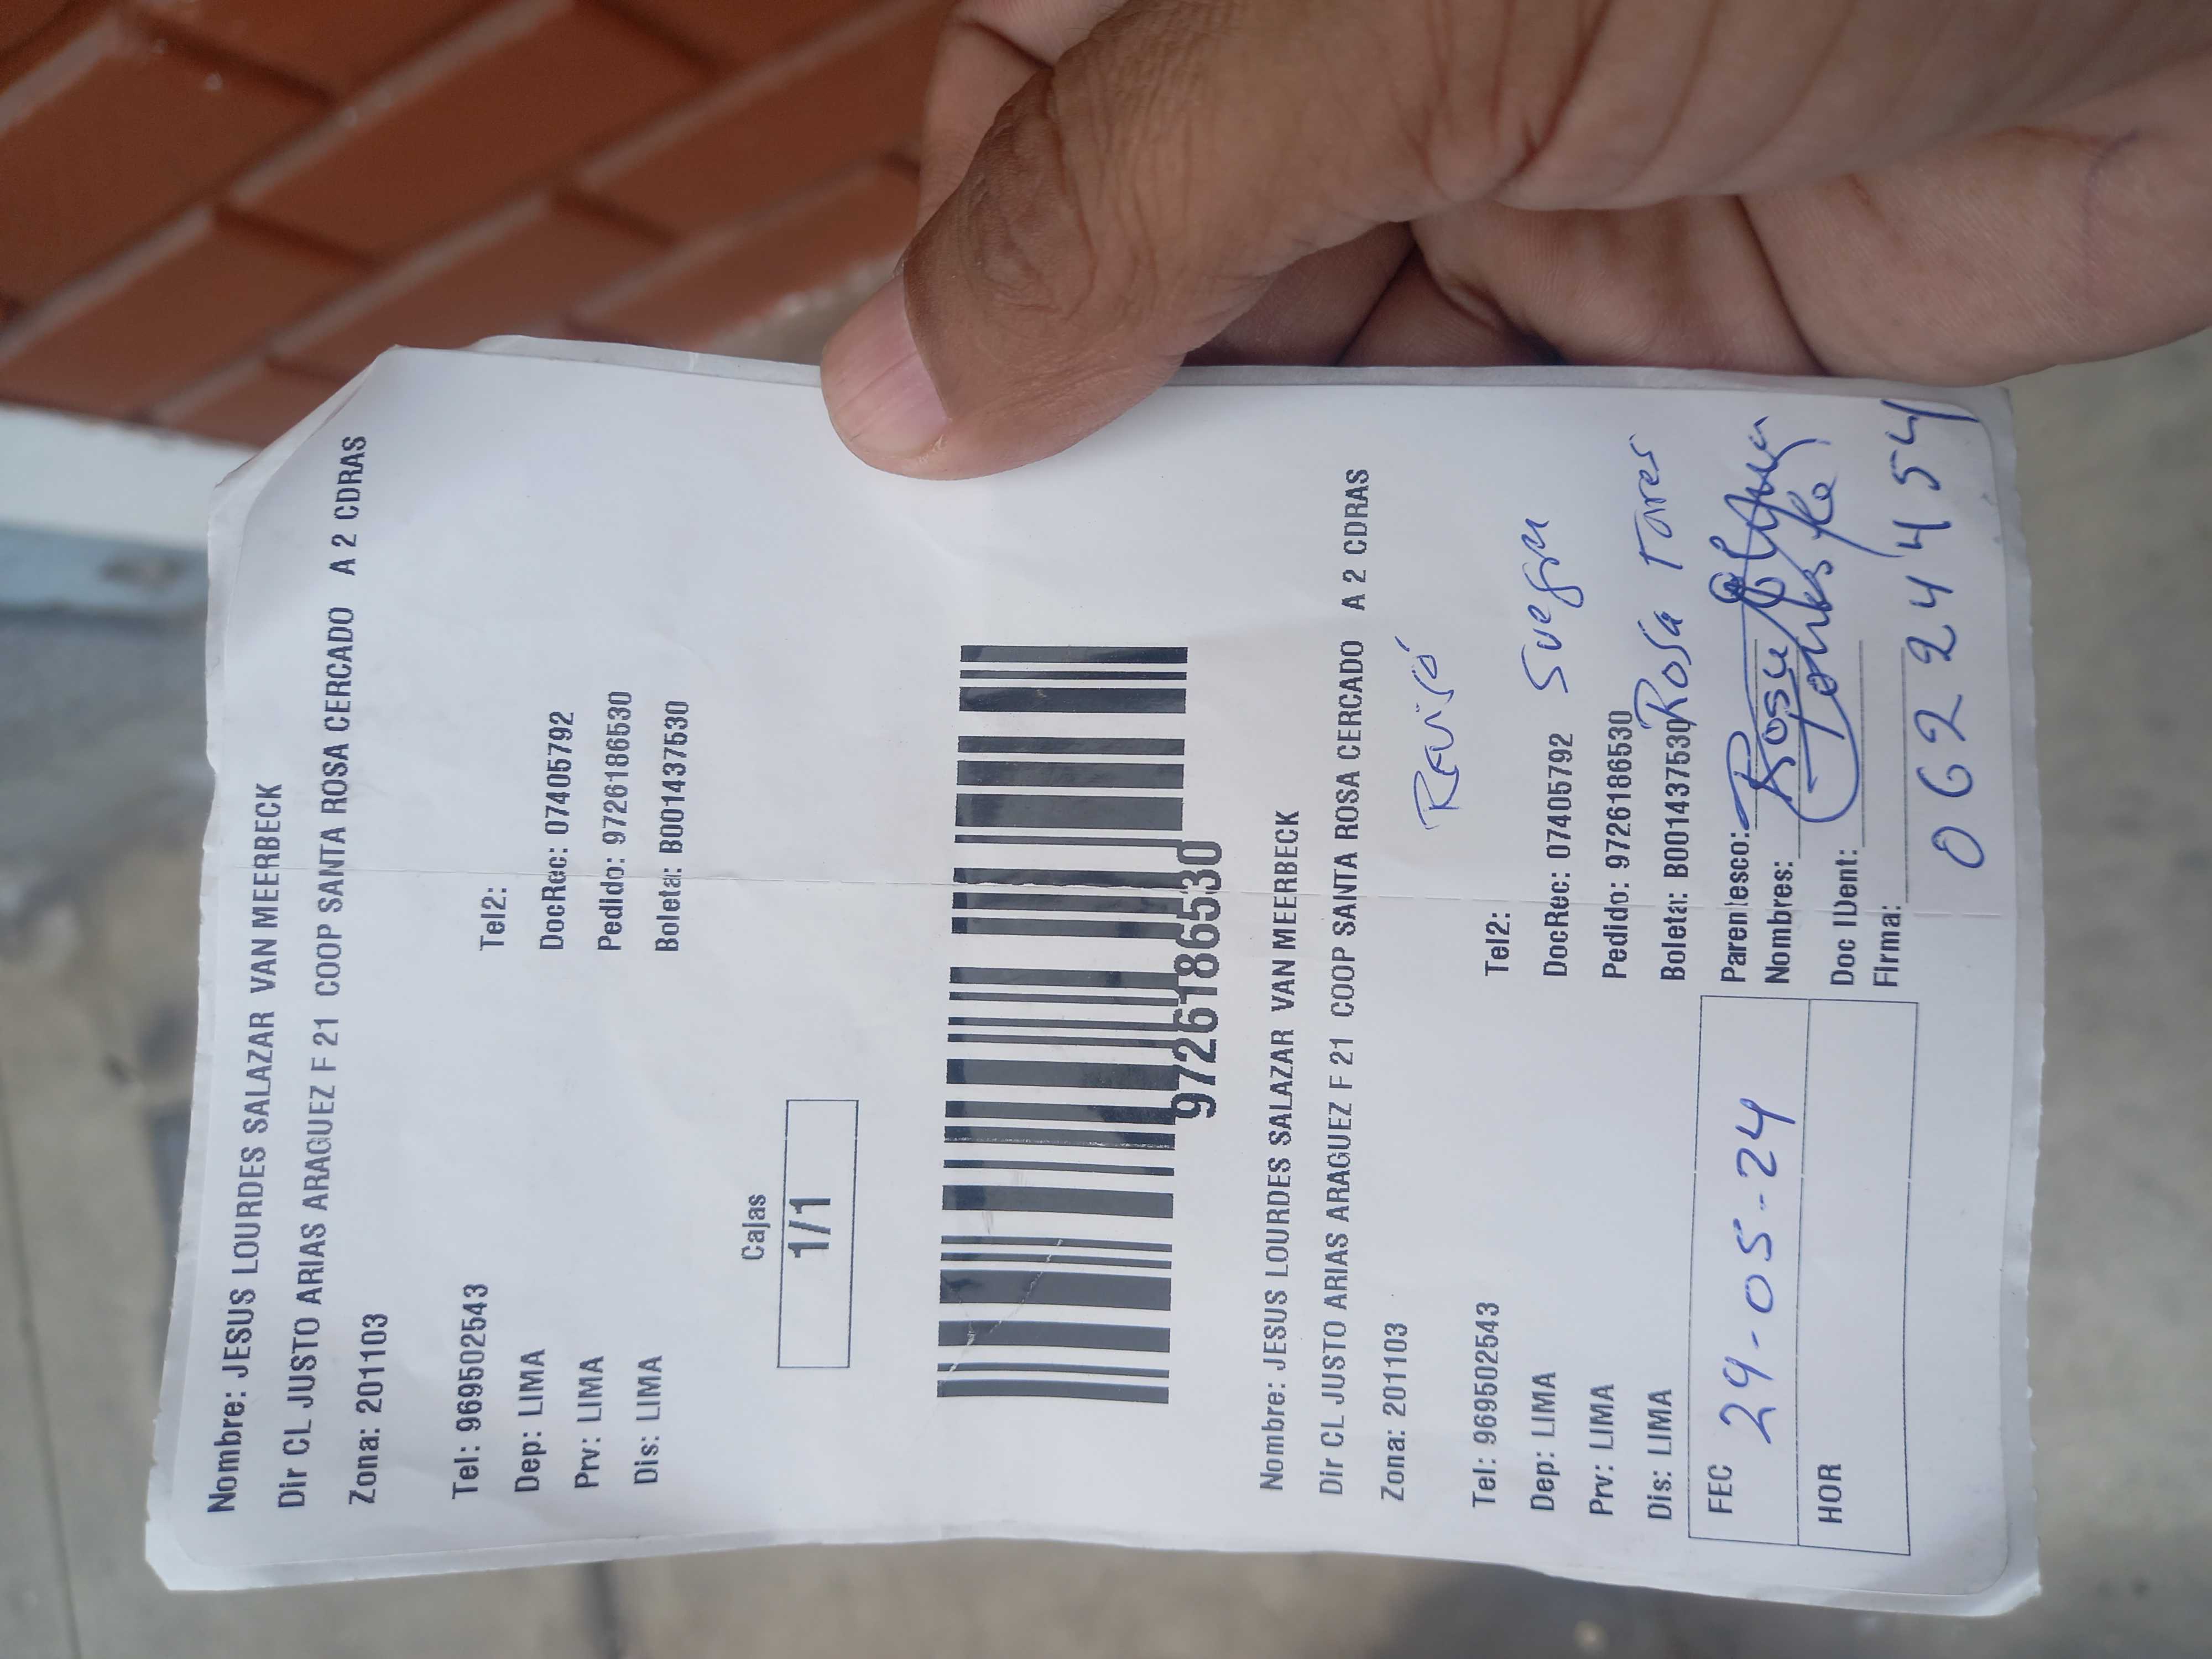 Nombre: JESUS LOURDES SALAZAR VAN MEERBECK
Dir CL JUSTO ARIAS ARAGUEZ F 21 COOP SANTA ROSA CERCADO A 2 CDRAS
Zona: 201103
Tel: 969502543 Tel2:
Dep: LIMA DocRec: 07405792
Prv: LIMA Pedido: 972618653​0
Dis: LIMA Boleta: B001437530
Cajas
1/1
9726186530
Nombre: JESUS LOURDES SALAZAR VAN MEERBECK
Dir CL JUSTO ARIAS ARAGUEZ F 21 COOP SANTA ROSA CERCADO A 2 CDRAS
Zona: 201103
Revisó
Tel: 969502543 Tel2:
Dep: LIMA DocRec: 07405792 Suegra
Prv: LIMA Pedido: 9726186530
Dis: LIMA Boleta: B001437530 Rosa Torres
FEC 29-05-24 Parentesco: Rosa
Nombres:
HOR Doc IDent:
Firma:
06224454